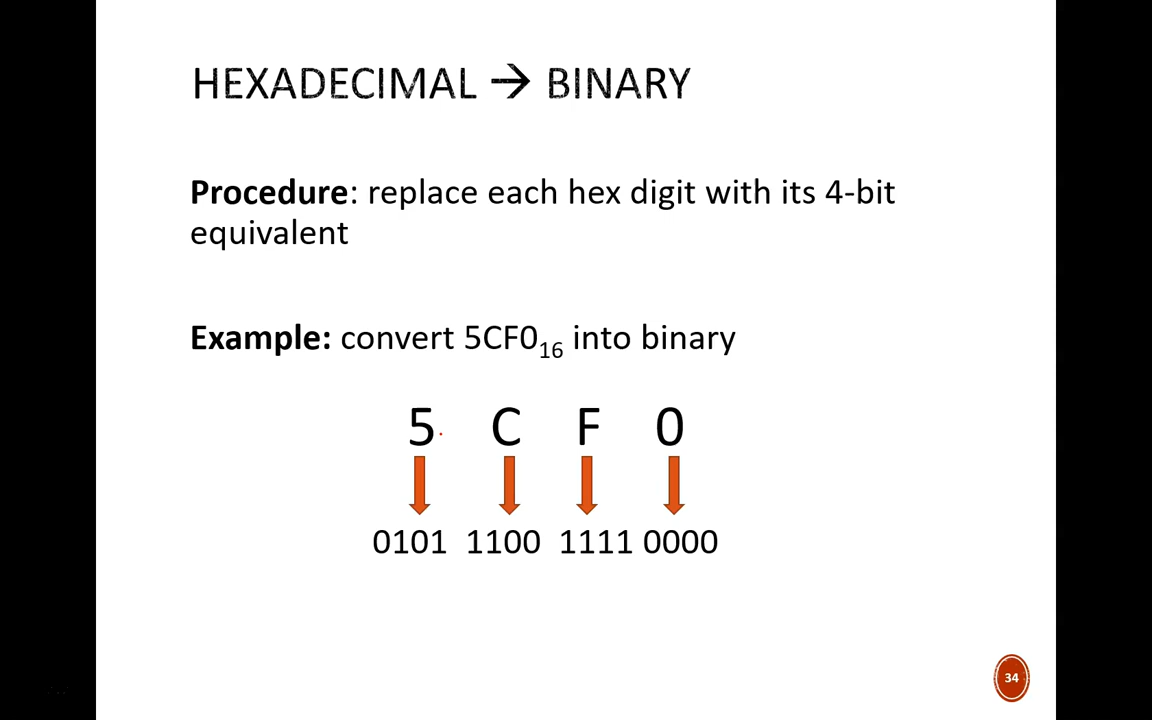 HEXADECIMAL → BINARY
Procedure: replace each hex digit with its 4-bit
equivalent
Example: convert 5CF0₁₆ into binary
5 C F 0
0101 1100 1111 0000
34